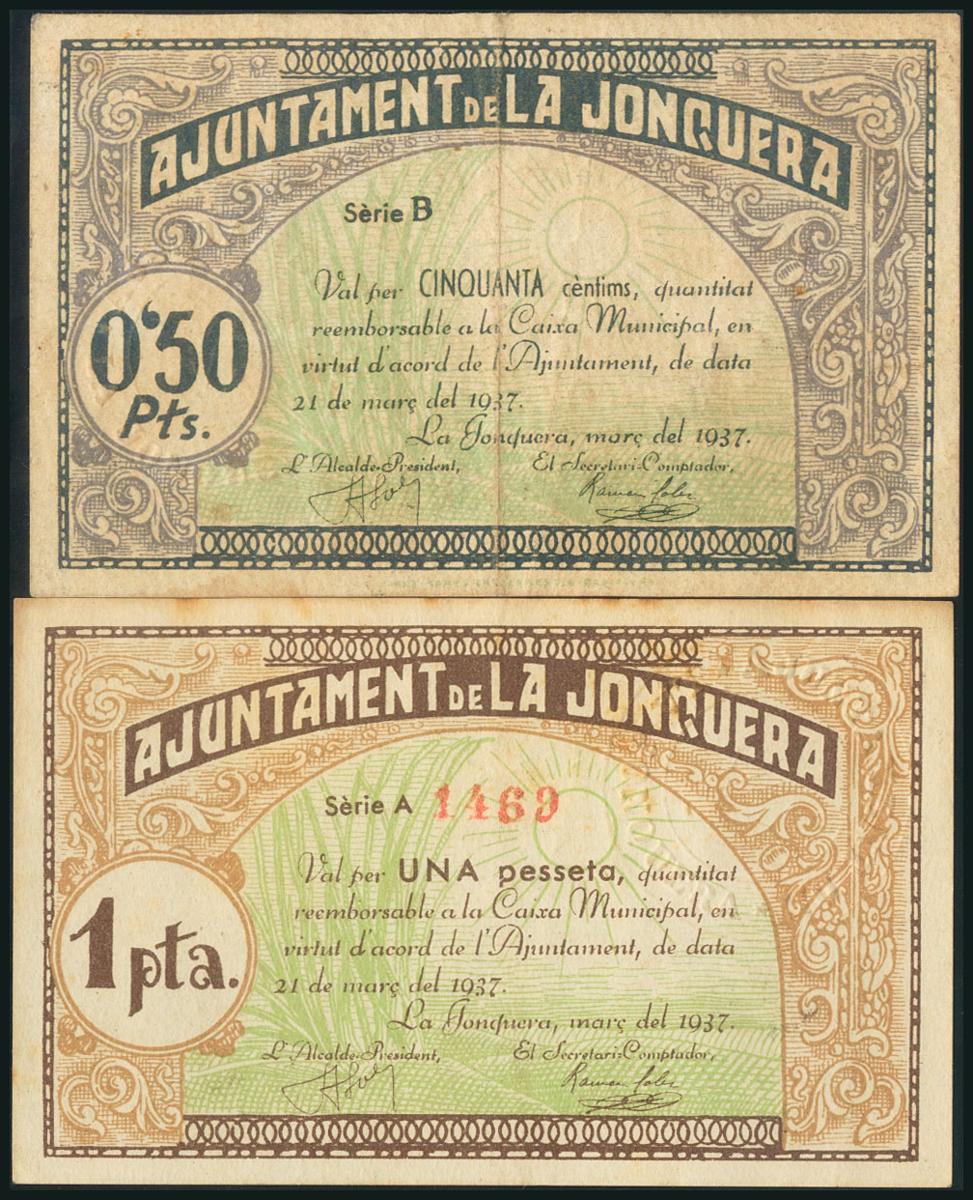 AJUNTAMENT DE LA JONQUERA
Sèrie B
0'50
Pts.
Val per CINQUANTA cèntims, quantitat
reemborsable a la Caixa Municipal, en
virtut d'acord de l'Ajuntament, de data
21 de març del 1937.
La Jonquera, març del 1937.
L'Alcalde-President, El Secretari-Comptador,
AJUNTAMENT DE LA JONQUERA
Sèrie A 1469
1 pta.
Val per UNA pesseta, quantitat
reemborsable a la Caixa Municipal, en
virtut d'acord de l'Ajuntament, de data
21 de març del 1937.
La Jonquera, març del 1937.
L'Alcalde-President, El Secretari-Comptador,